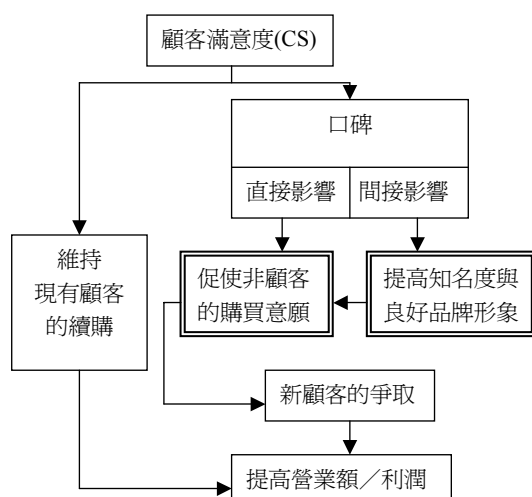 顧客滿意度(CS)
口碑
直接影響
間接影響
維持
現有顧客
的續購
促使非顧客
的購買意願
提高知名度與
良好品牌形象
新顧客的爭取
提高營業額／利潤